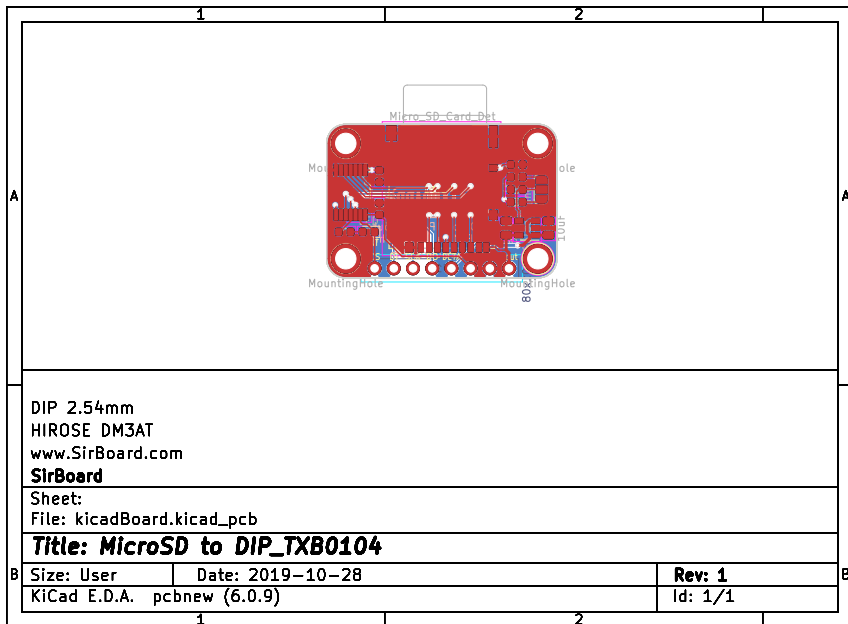 1 2
Micro_SD_Card_Det
A A
10uF
MountingHole MountingHole
DIP 2.54mm
HIROSE DM3AT
www.SirBoard.com
SirBoard
Sheet:
File: kicadBoard.kicad_pcb
Title: MicroSD to DIP_TXB0104
B B
Size: User Date: 2019-10-28 Rev: 1
KiCad E.D.A. pcbnew (6.0.9) Id: 1/1
1 2